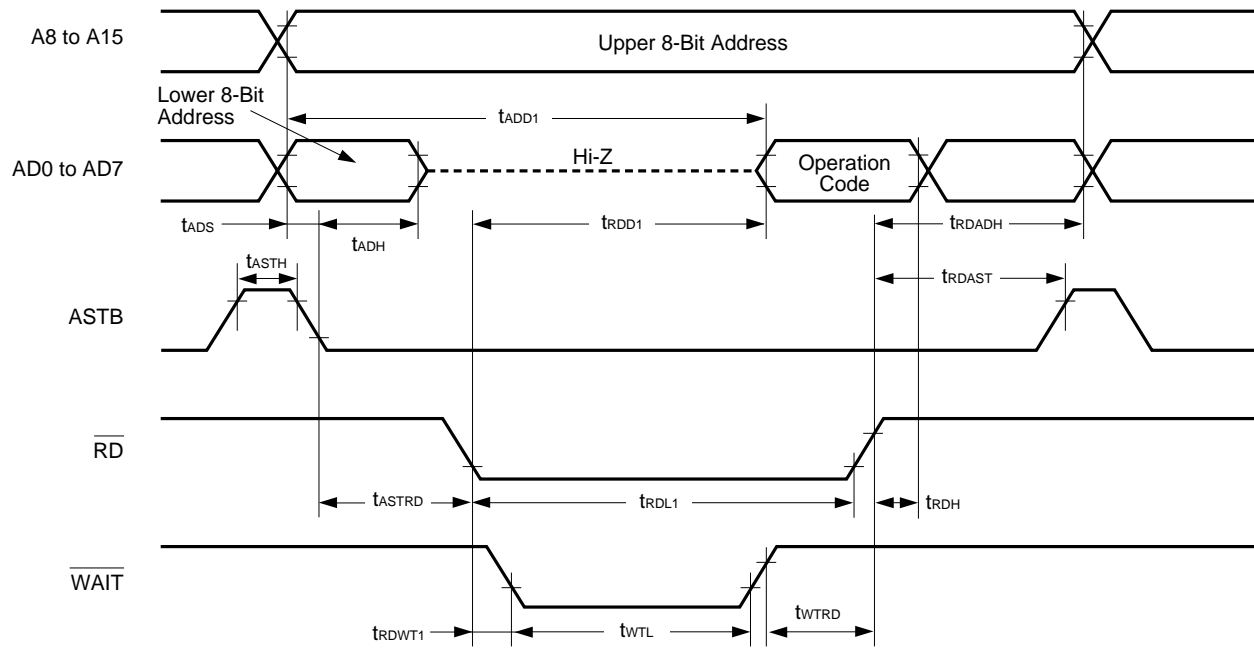 A8 to A15
Upper 8-Bit Address
Lower 8-Bit
Address
tADD1
AD0 to AD7
Hi-Z
Operation
Code
tADS
tADH
tRDD1
tRDADH
tASTH
tRDAST
ASTB
RD
tASTRD
tRDL1
tRDH
WAIT
tRDWT1
tWTL
tWTRD